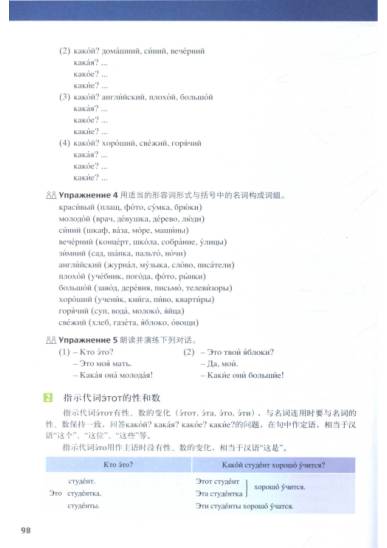 (2) како́й? дома́шний, си́ний, вече́рний
кака́я? ...
како́е? ...
каки́е? ...
(3) како́й? англи́йский, плохо́й, большо́й
кака́я? ...
како́е? ...
каки́е? ...
(4) како́й? хоро́ший, све́жий, горя́чий
кака́я? ...
како́е? ...
каки́е? ...
Упражнение 4 用适当的形容词形式与括号中的名词构成词组。
краси́вый (плащ, фо́то, су́мка, брю́ки)
молодо́й (врач, де́вушка, де́рево, лю́ди)
си́ний (шкаф, ва́за, мо́ре, маши́ны)
вече́рний (конце́рт, шко́ла, собра́ние, у́лицы)
зи́мний (сад, ша́пка, пальто́, но́чи)
англи́йский (журна́л, му́зыка, сло́во, писа́тели)
плохо́й (уче́бник, пого́да, фо́то, ры́нки)
большо́й (заво́д, дере́вня, письмо́, телеви́зоры)
хоро́ший (учени́к, кни́га, пи́во, кварти́ры)
горя́чий (суп, вода́, молоко́, я́йца)
све́жий (хлеб, газе́та, я́блоко, о́вощи)
Упражнение 5 朗读并演练下列对话。
(1) – Кто э́то? (2) – Э́то твой я́блоки?
– Э́то моя́ мать. – Да, мои́.
– Кака́я она́ молода́я! – Каки́е они́ больши́е!
2 指示代词э́тот的性和数
指示代词э́тот有性、数的变化（э́тот, э́та, э́то, э́ти），与名词连用时要与名词的
性、数保持一致，回答како́й? кака́я? како́е? каки́е?的问题，在句中作定语，相当于汉
语“这个”、“这位”、“这些”等。
指示代词э́то用作主语时没有性、数的变化，相当于汉语“这是”。
Кто э́то? Како́й студе́нт хорошо́ у́чится?
студе́нт. Э́тот студе́нт
Э́то студе́нтка. Э́та студе́нтка хорошо́ у́чится.
студе́нты. Э́ти студе́нты хорошо́ у́чатся.
98